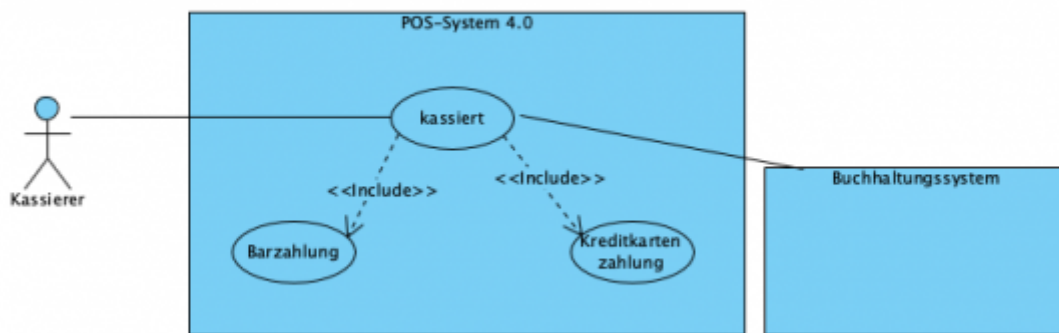 POS-System 4.0
kassiert
Kassierer
<<Include>>
<<Include>>
Buchhaltungssystem
Barzahlung
Kreditkarten
zahlung